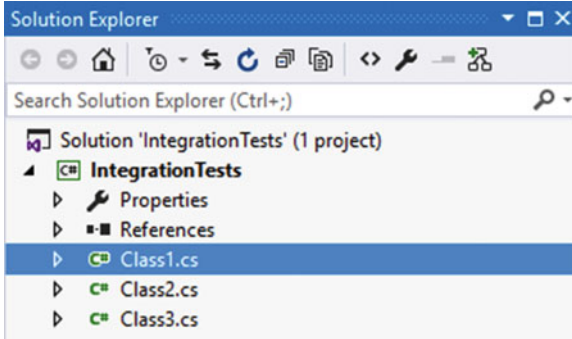 Solution Explorer
Search Solution Explorer (Ctrl+;)
Solution 'IntegrationTests' (1 project)
C# IntegrationTests
Properties
References
C# Class1.cs
C# Class2.cs
C# Class3.cs